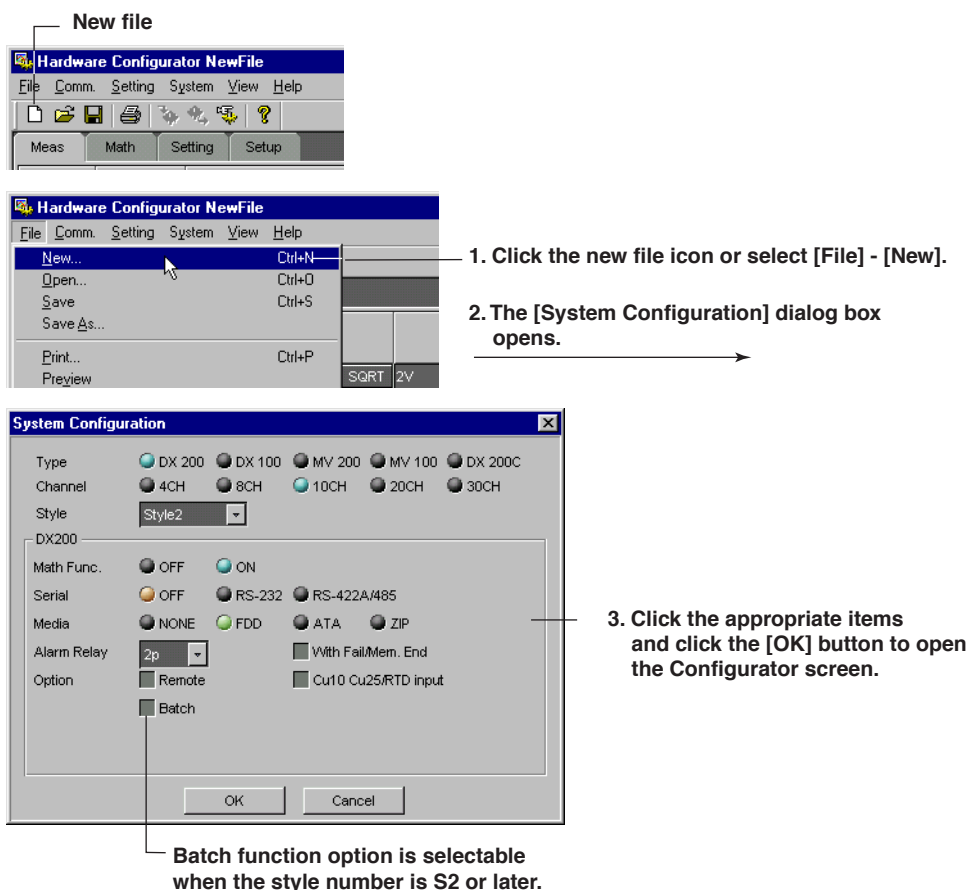 New file
Hardware Configurator NewFile
File Comm. Setting System View Help
Meas Math Setting Setup
Hardware Configurator NewFile
File Comm. Setting System View Help
New... Ctrl+N
Open... Ctrl+O
Save Ctrl+S
Save As...
Print... Ctrl+P
Preview
SQRT 2V
1. Click the new file icon or select [File] - [New].
2. The [System Configuration] dialog box
opens.
System Configuration
Type DX 200 DX 100 MV 200 MV 100 DX 200C
Channel 4CH 8CH 10CH 20CH 30CH
Style Style2
DX200
Math Func. OFF ON
Serial OFF RS-232 RS-422A/485
Media NONE FDD ATA ZIP
Alarm Relay 2p With Fail/Mem. End
Option Remote Cu10 Cu25/RTD input
Batch
OK Cancel
3. Click the appropriate items
and click the [OK] button to open
the Configurator screen.
Batch function option is selectable
when the style number is S2 or later.